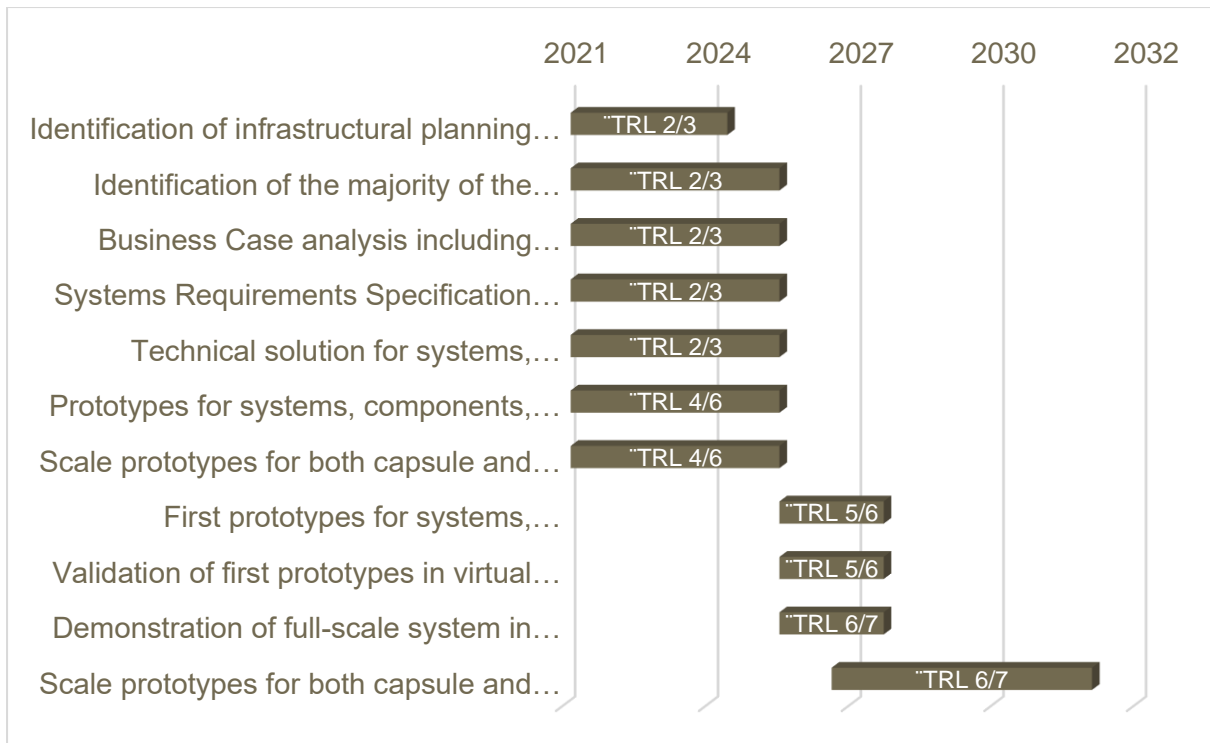 2021 2024 2027 2030 2032
Identification of infrastructural planning… ¨TRL 2/3
Identification of the majority of the… ¨TRL 2/3
Business Case analysis including… ¨TRL 2/3
Systems Requirements Specification… ¨TRL 2/3
Technical solution for systems,… ¨TRL 2/3
Prototypes for systems, components,… ¨TRL 4/6
Scale prototypes for both capsule and… ¨TRL 4/6
First prototypes for systems,… ¨TRL 5/6
Validation of first prototypes in virtual… ¨TRL 5/6
Demonstration of full-scale system in… ¨TRL 6/7
Scale prototypes for both capsule and… ¨TRL 6/7